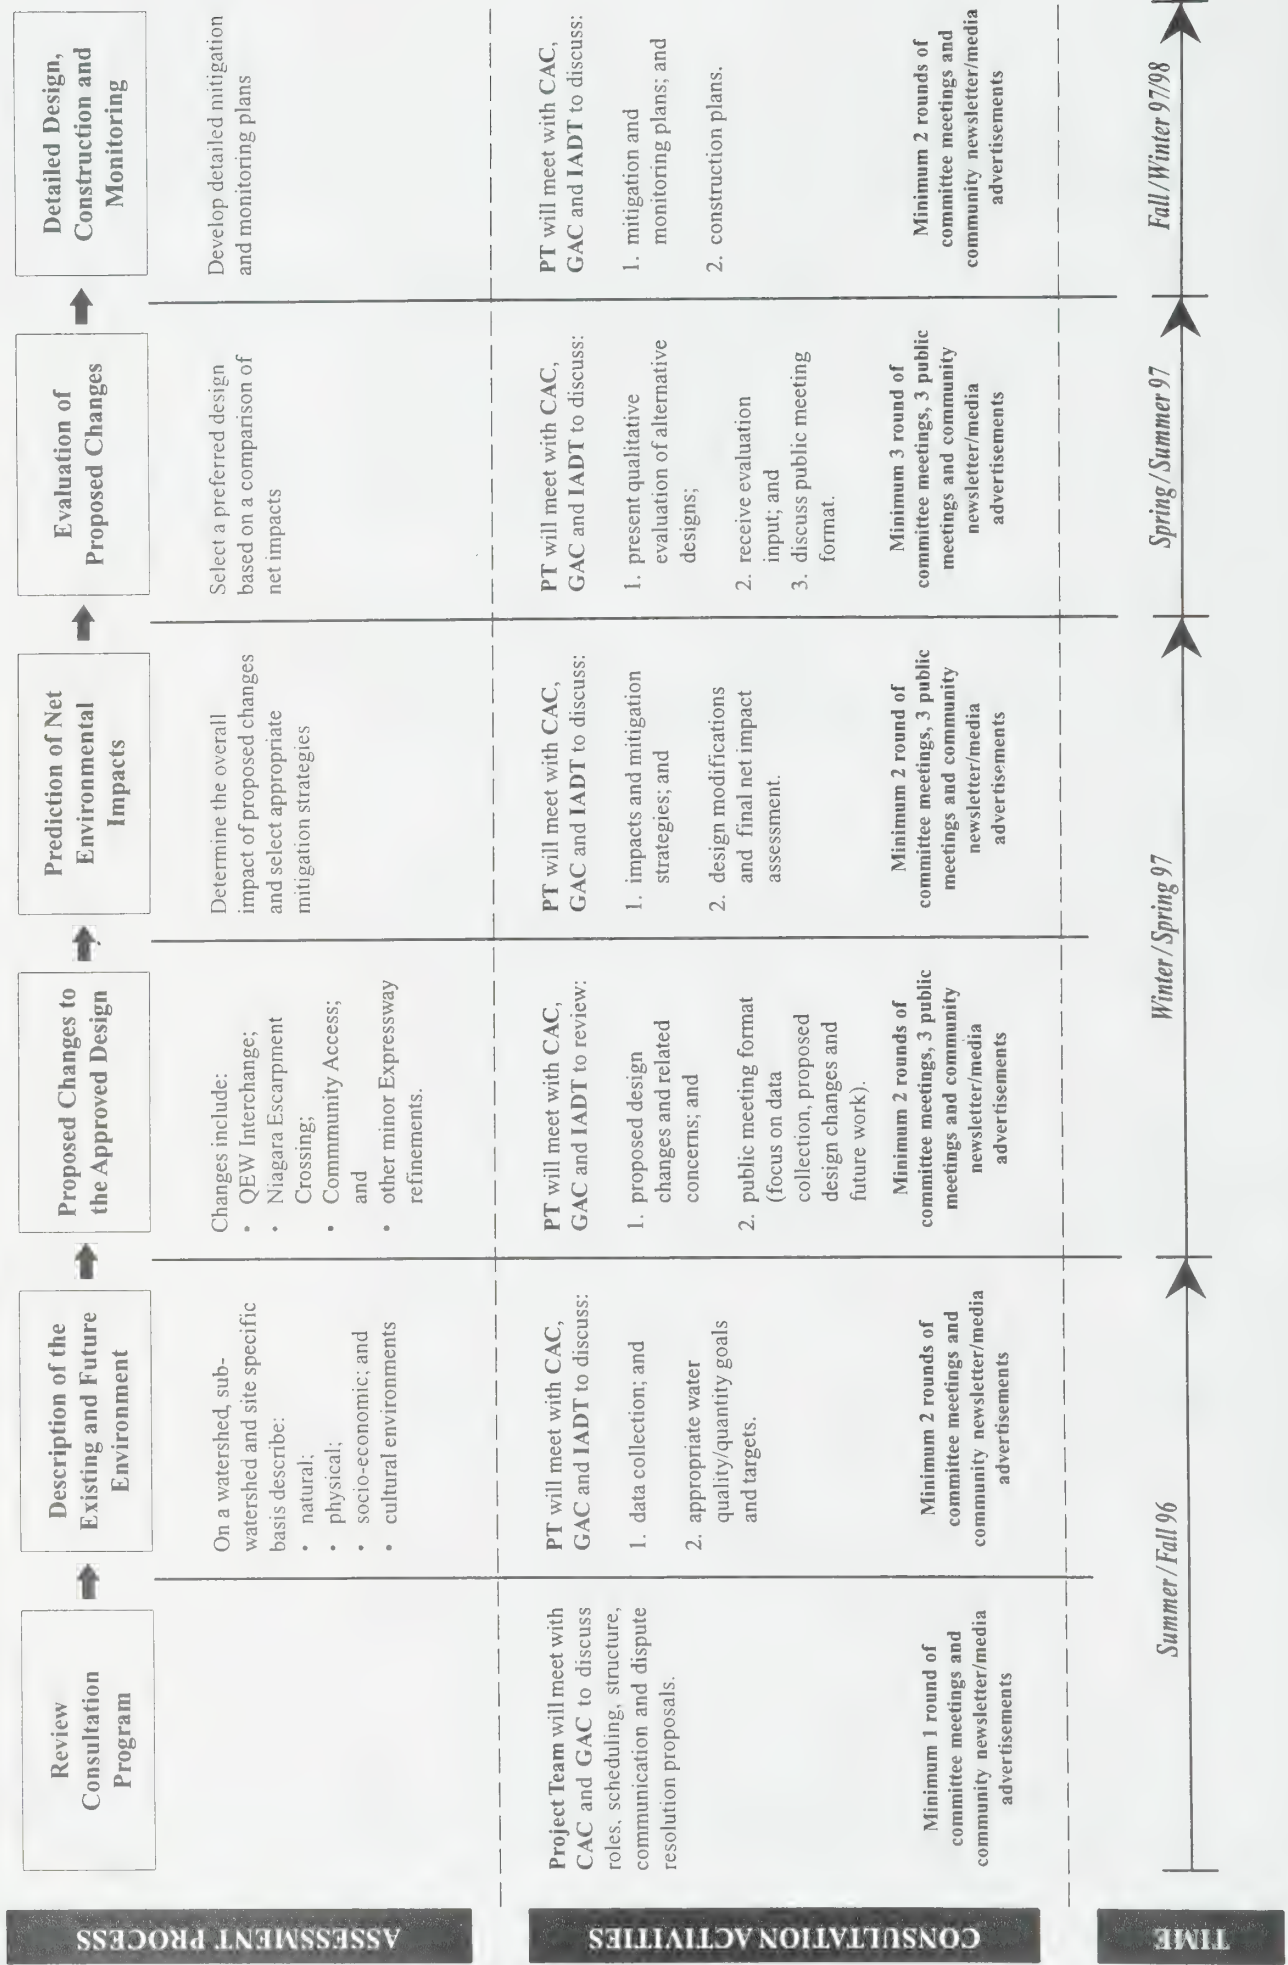 ASSESSMENT PROCESS
Review
Consultation
Program
Description of the
Existing and Future
Environment
Proposed Changes to
the Approved Design
Prediction of Net
Environmental
Impacts
Evaluation of
Proposed Changes
Detailed Design,
Construction and
Monitoring
On a watershed, sub-
watershed and site specific
basis describe:
• natural;
• physical;
• socio-economic; and
• cultural environments
Changes include:
• QEW Interchange;
• Niagara Escarpment
Crossing;
• Community Access;
and
• other minor Expressway
refinements.
Determine the overall
impact of proposed changes
and select appropriate
mitigation strategies
Select a preferred design
based on a comparison of
net impacts
Develop detailed mitigation
and monitoring plans
CONSULTATION ACTIVITIES
Project Team will meet with
CAC and GAC to discuss
roles, scheduling, structure,
communication and dispute
resolution proposals.
Minimum 1 round of
committee meetings and
community newsletter/media
advertisements
PT will meet with CAC,
GAC and IADT to discuss:
1. data collection; and
2. appropriate water
quality/quantity goals
and targets.
Minimum 2 rounds of
committee meetings and
community newsletter/media
advertisements
PT will meet with CAC,
GAC and IADT to review:
1. proposed design
changes and related
concerns; and
2. public meeting format
(focus on data
collection, proposed
design changes and
future work).
Minimum 2 rounds of
committee meetings, 3 public
meetings and community
newsletter/media
advertisements
PT will meet with CAC,
GAC and IADT to discuss:
1. impacts and mitigation
strategies; and
2. design modifications
and final net impact
assessment.
Minimum 2 round of
committee meetings, 3 public
meetings and community
newsletter/media
advertisements
PT will meet with CAC,
GAC and IADT to discuss:
1. present qualitative
evaluation of alternative
designs;
2. receive evaluation
input; and
3. discuss public meeting
format.
Minimum 3 round of
committee meetings, 3 public
meetings and community
newsletter/media
advertisements
PT will meet with CAC,
GAC and IADT to discuss:
1. mitigation and
monitoring plans; and
2. construction plans.
Minimum 2 rounds of
committee meetings and
community newsletter/media
advertisements
TIME
Summer/Fall 96
Winter/Spring 97
Spring/Summer 97
Fall/Winter 97/98